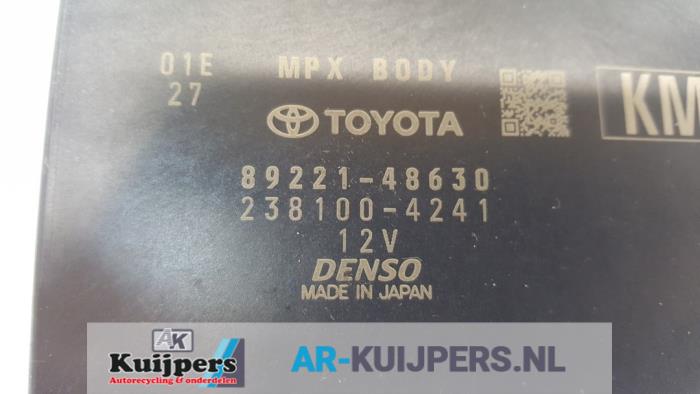 01E
27
MPX BODY
TOYOTA
89221-48630
238100-4241
12V
DENSO
MADE IN JAPAN
KM
AK
Kuijpers
Autorecycling & onderdelen
AR-KUIJPERS.NL